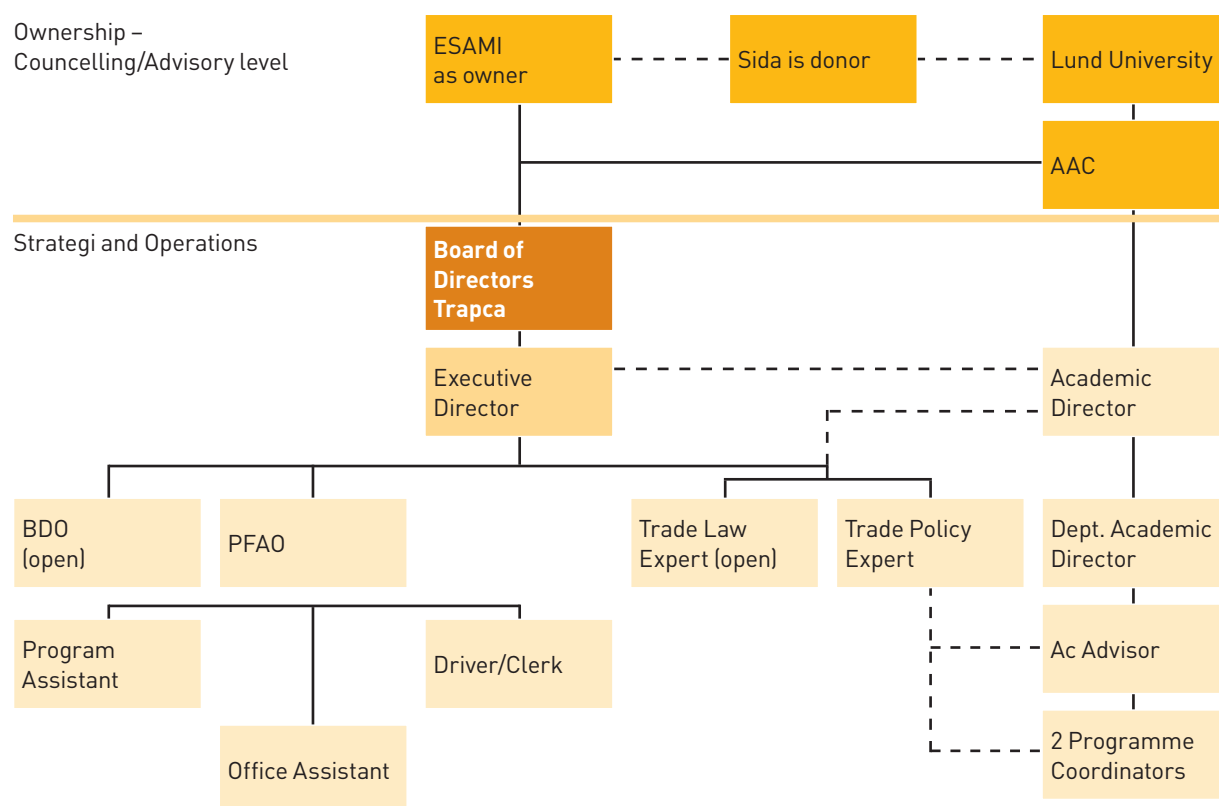 Ownership –
Councelling/Advisory level
ESAMI
as owner
Sida is donor
Lund University
AAC
Strategi and Operations
Board of
Directors
Trapca
Executive
Director
Academic
Director
BDO
(open)
PFAO
Trade Law
Expert (open)
Trade Policy
Expert
Dept. Academic
Director
Program
Assistant
Driver/Clerk
Ac Advisor
Office Assistant
2 Programme
Coordinators